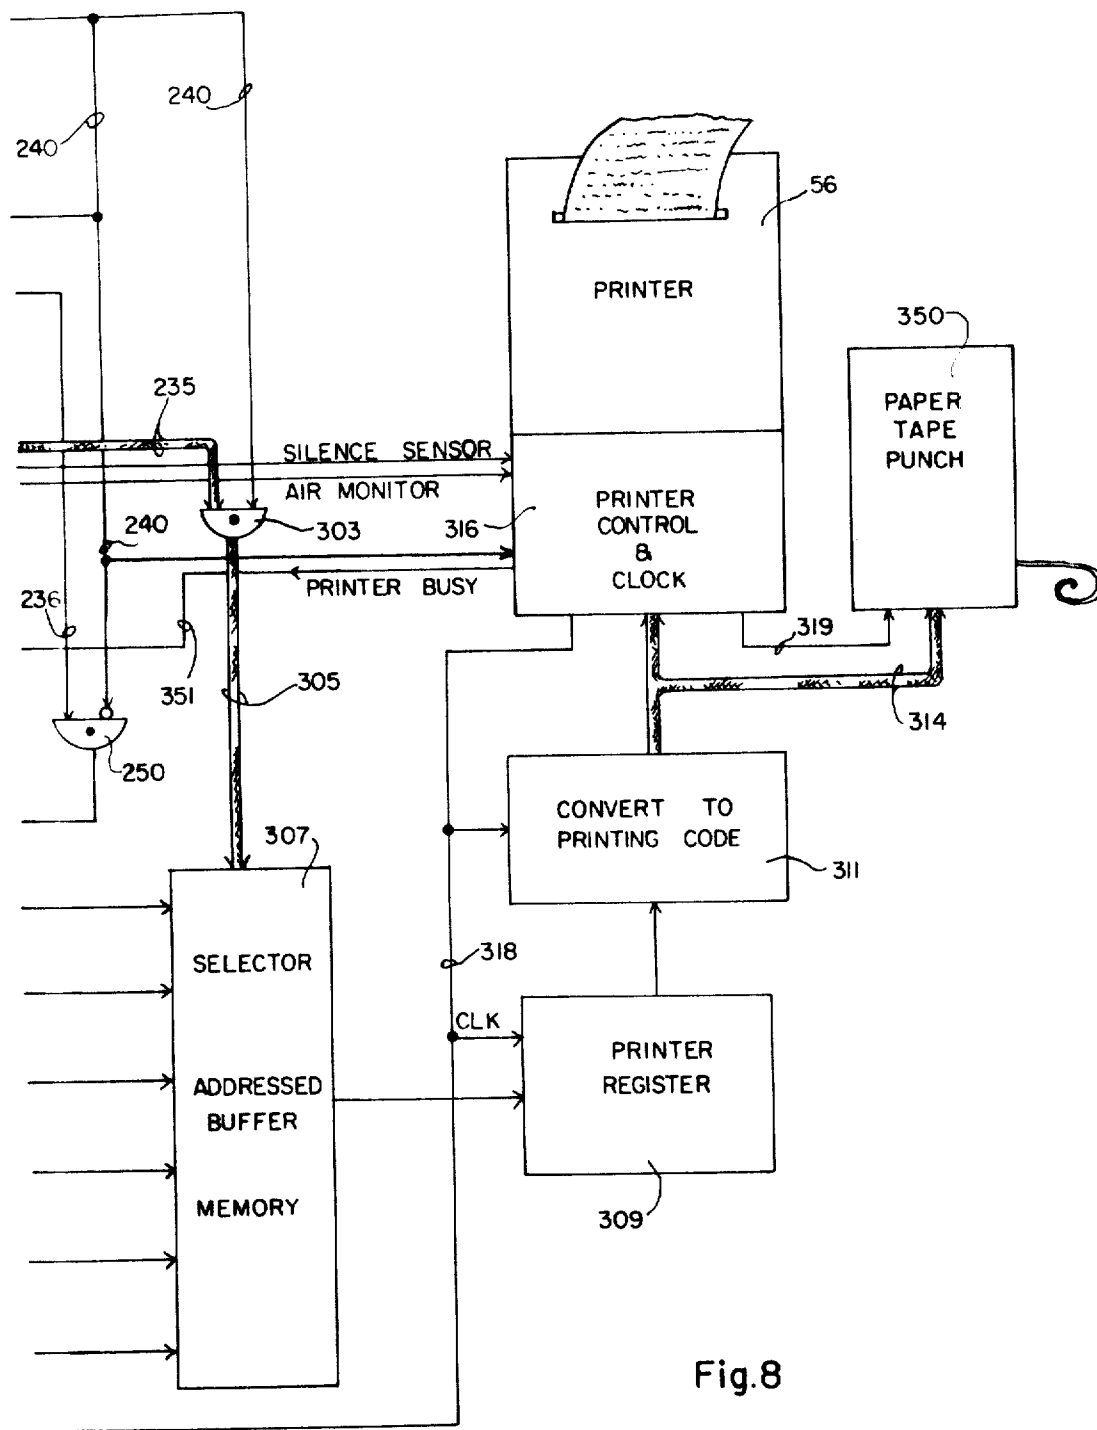 240
240
56
PRINTER
350
PAPER
TAPE
PUNCH
235
SILENCE SENSOR
AIR MONITOR
303
316
PRINTER
CONTROL
&
CLOCK
240
PRINTER BUSY
236
351
305
319
314
250
CONVERT TO
PRINTING CODE
311
307
SELECTOR
ADDRESSED
BUFFER
MEMORY
318
CLK
PRINTER
REGISTER
309
Fig.8